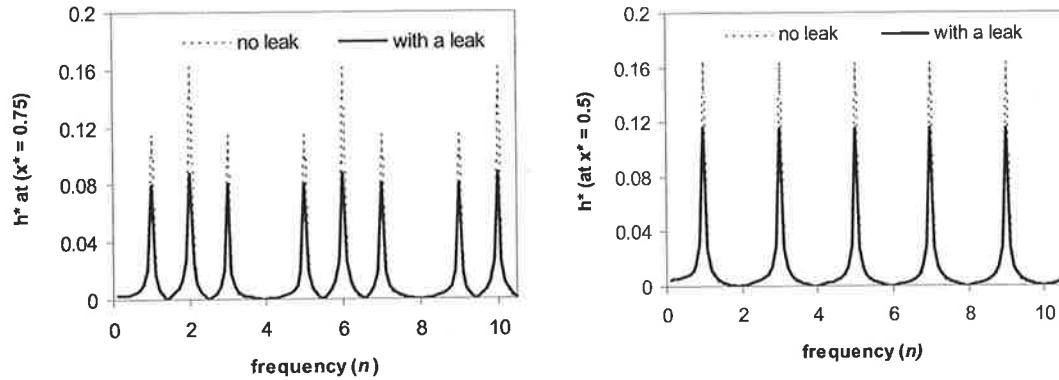 0.2
0.16
0.12
0.08
0.04
0
h* at (x* = 0.75)
no leak
with a leak
0 2 4 6 8 10
frequency (n)
0.2
0.16
0.12
0.08
0.04
0
h* (at x* = 0.5)
no leak
with a leak
0 2 4 6 8 10
frequency (n)